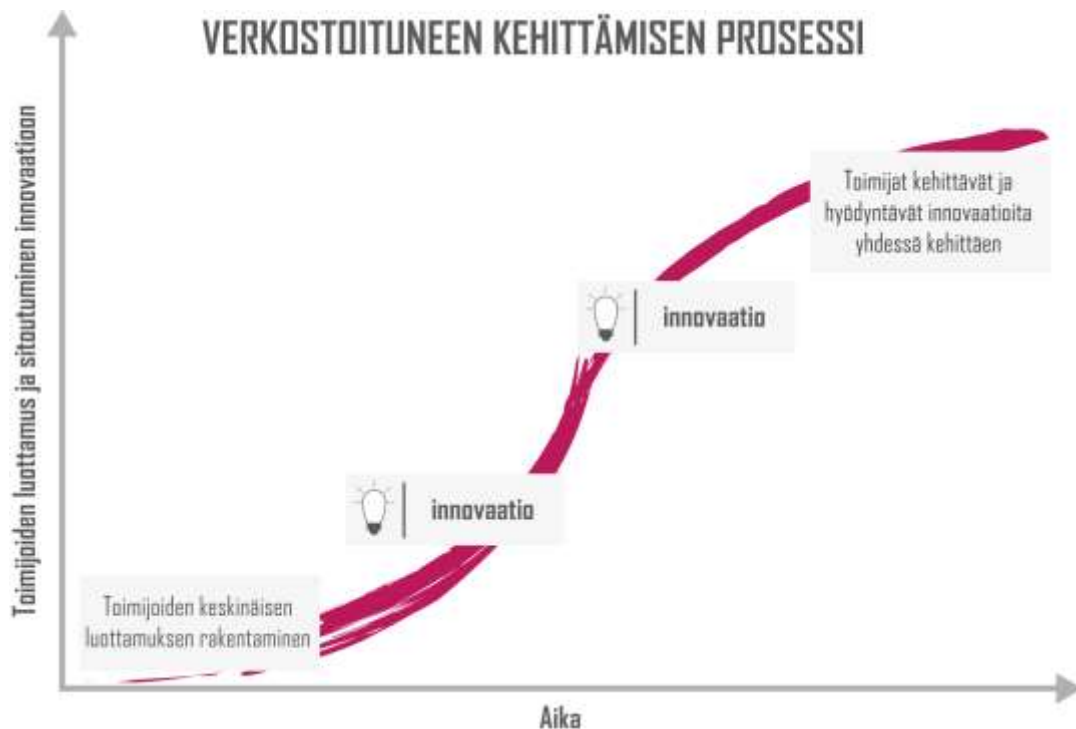 VERKOSTOITUNEEN KEHITTÄMISEN PROSESSI
Toimijoiden luottamus ja sitoutuminen innovaatioon
Toimijat kehittävät ja
hyödyntävät innovaatioita
yhdessä kehittäen
innovaatio
innovaatio
Toimijoiden keskinäisen
luottamuksen rakentaminen
Aika